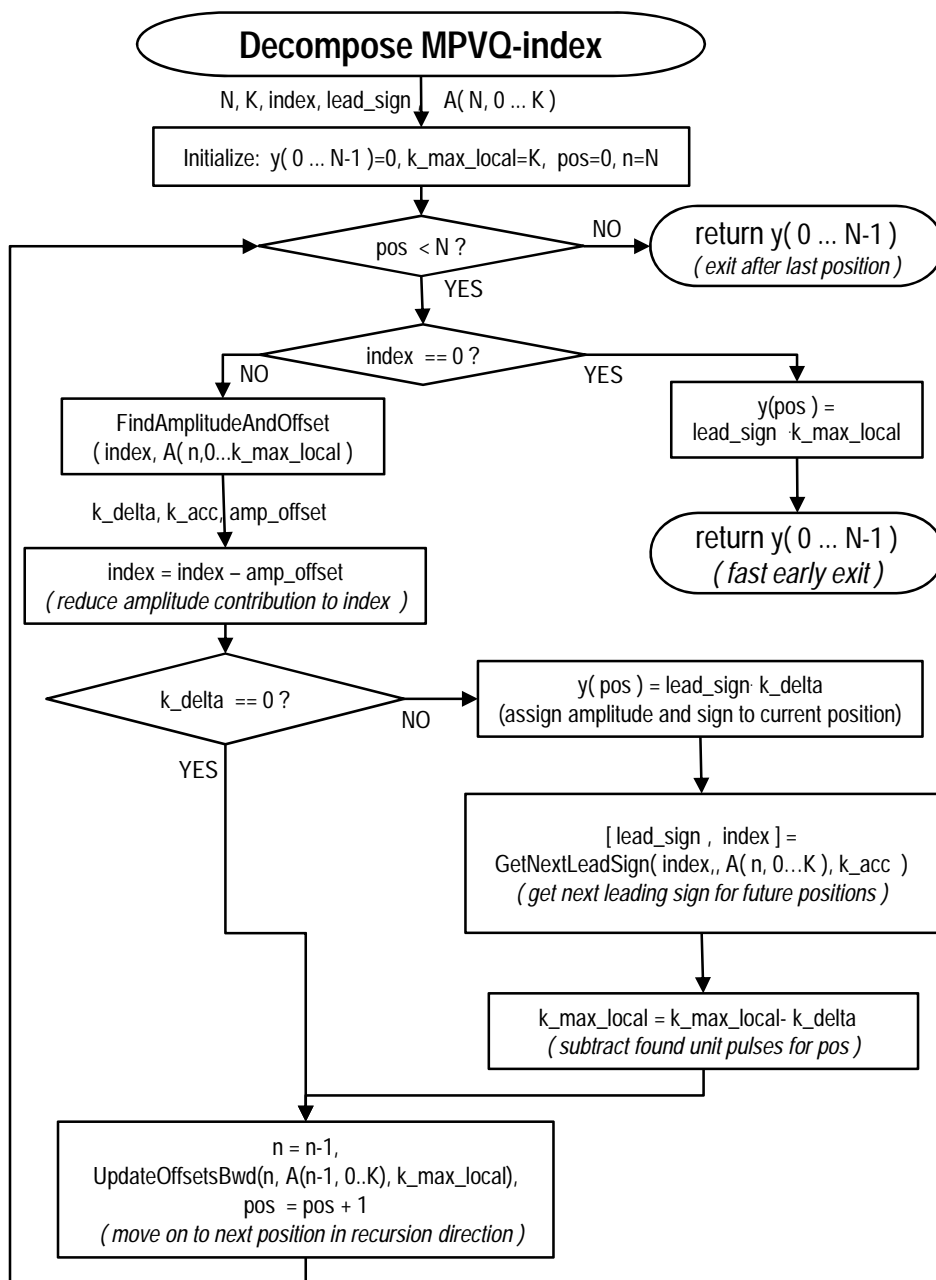 Decompose MPVQ-index
N, K, index, lead_sign , A( N, 0 ... K )
Initialize: y( 0 ... N-1 )=0, k_max_local=K, pos=0, n=N
pos < N ?
NO
return y( 0 ... N-1 )
( exit after last position )
YES
index == 0 ?
NO
YES
FindAmplitudeAndOffset
( index, A( n,0...k_max_local )
y(pos ) =
lead_sign ·k_max_local
k_delta, k_acc, amp_offset
return y( 0 ... N-1 )
( fast early exit )
index = index – amp_offset
( reduce amplitude contribution to index )
k_delta == 0 ?
NO
y( pos ) = lead_sign· k_delta
(assign amplitude and sign to current position)
YES
[ lead_sign , index ] =
GetNextLeadSign( index,, A( n, 0...K ), k_acc )
( get next leading sign for future positions )
k_max_local = k_max_local- k_delta
( subtract found unit pulses for pos )
n = n-1,
UpdateOffsetsBwd(n, A(n-1, 0..K), k_max_local),
pos = pos + 1
( move on to next position in recursion direction )